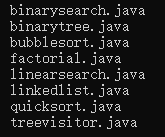 binarysearch.java
binarytree.java
bubblesort.java
factorial.java
linearsearch.java
linkedlist.java
quicksort.java
treevisitor.java